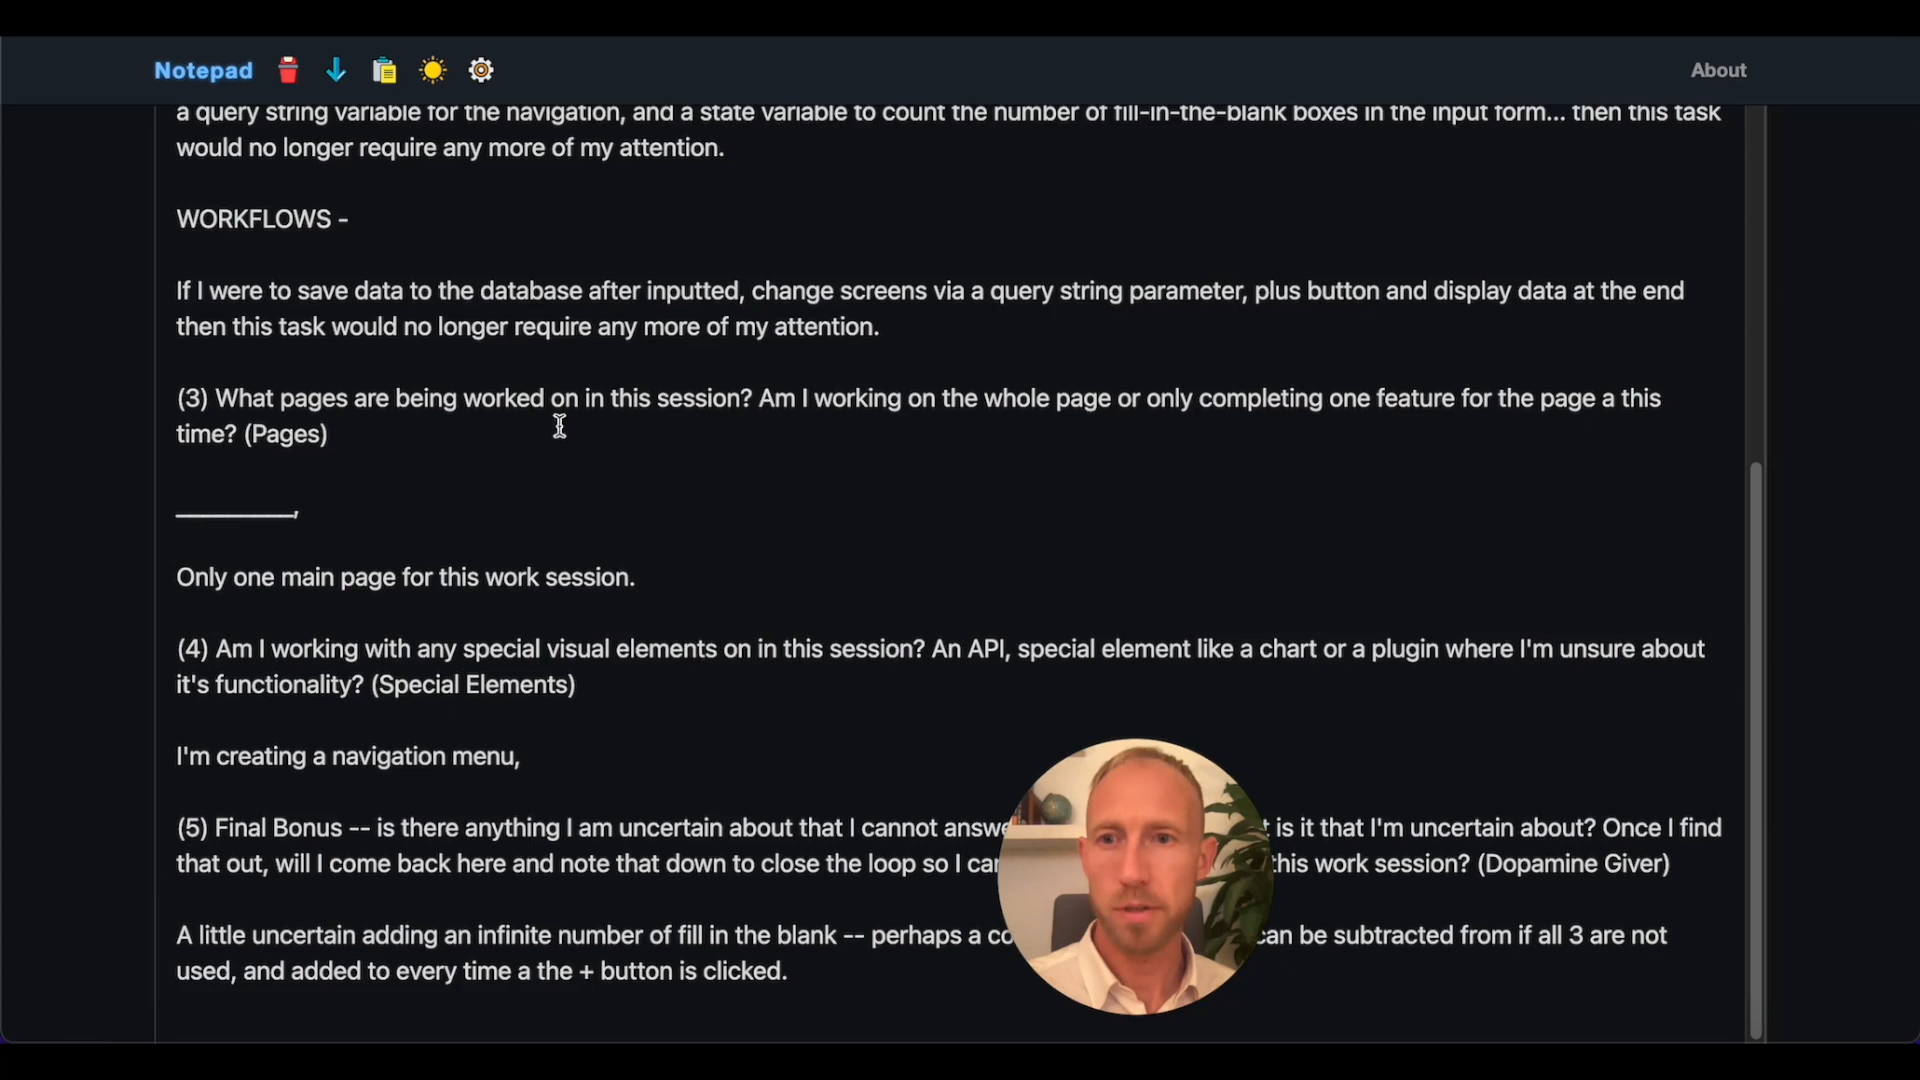 Notepad About
a query string variable for the navigation, and a state variable to count the number of fill-in-the-blank boxes in the input form... then this task
would no longer require any more of my attention.
WORKFLOWS -
If I were to save data to the database after inputted, change screens via a query string parameter, plus button and display data at the end
then this task would no longer require any more of my attention.
(3) What pages are being worked on in this session? Am I working on the whole page or only completing one feature for the page a this
time? (Pages)
__________,
Only one main page for this work session.
(4) Am I working with any special visual elements on in this session? An API, special element like a chart or a plugin where I'm unsure about
it's functionality? (Special Elements)
I'm creating a navigation menu,
(5) Final Bonus -- is there anything I am uncertain about that I cannot is it that I'm uncertain about? Once I find
that out, will I come back here and note that down to close the loop so I this work session? (Dopamine Giver)
A little uncertain adding an infinite number of fill in the blank -- perhaps a can be subtracted from if all 3 are not
used, and added to every time a the + button is clicked.